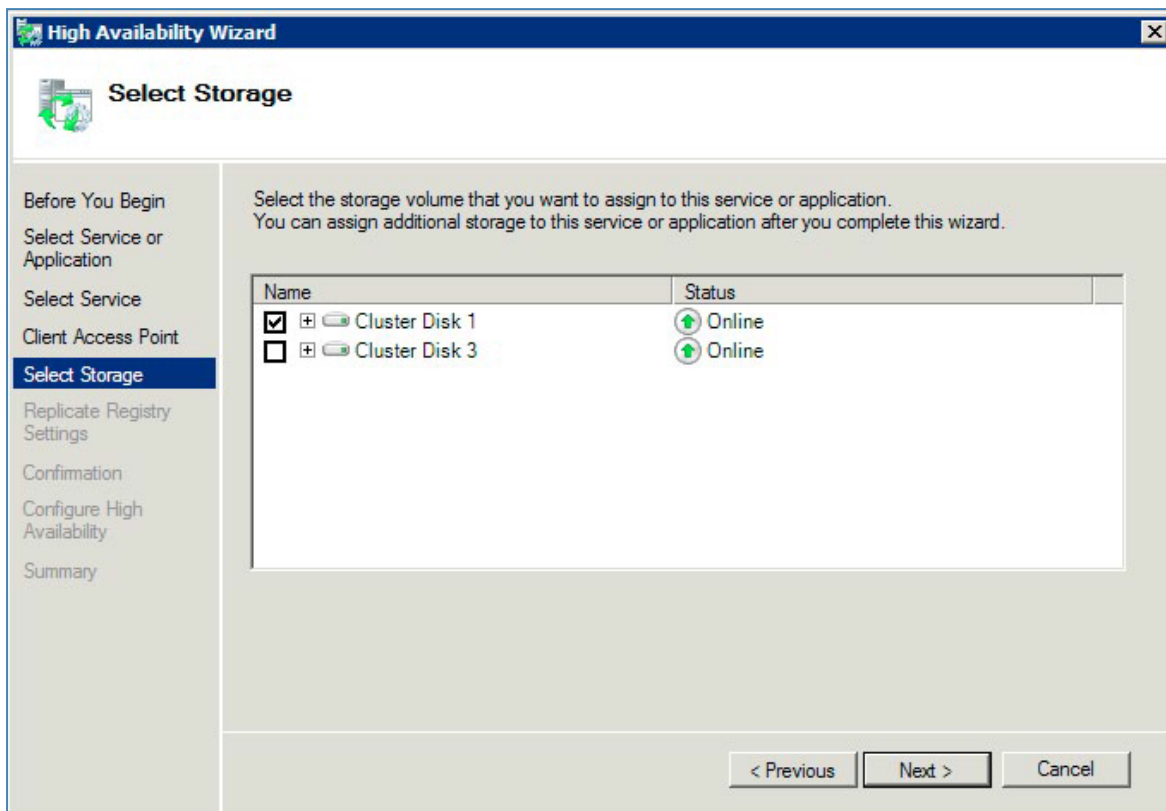 High Availability Wizard
Select Storage
Before You Begin
Select Service or
Application
Select Service
Client Access Point
Select Storage
Replicate Registry
Settings
Confirmation
Configure High
Availability
Summary
Select the storage volume that you want to assign to this service or application.
You can assign additional storage to this service or application after you complete this wizard.
Name Status
Cluster Disk 1 Online
Cluster Disk 3 Online
< Previous Next > Cancel